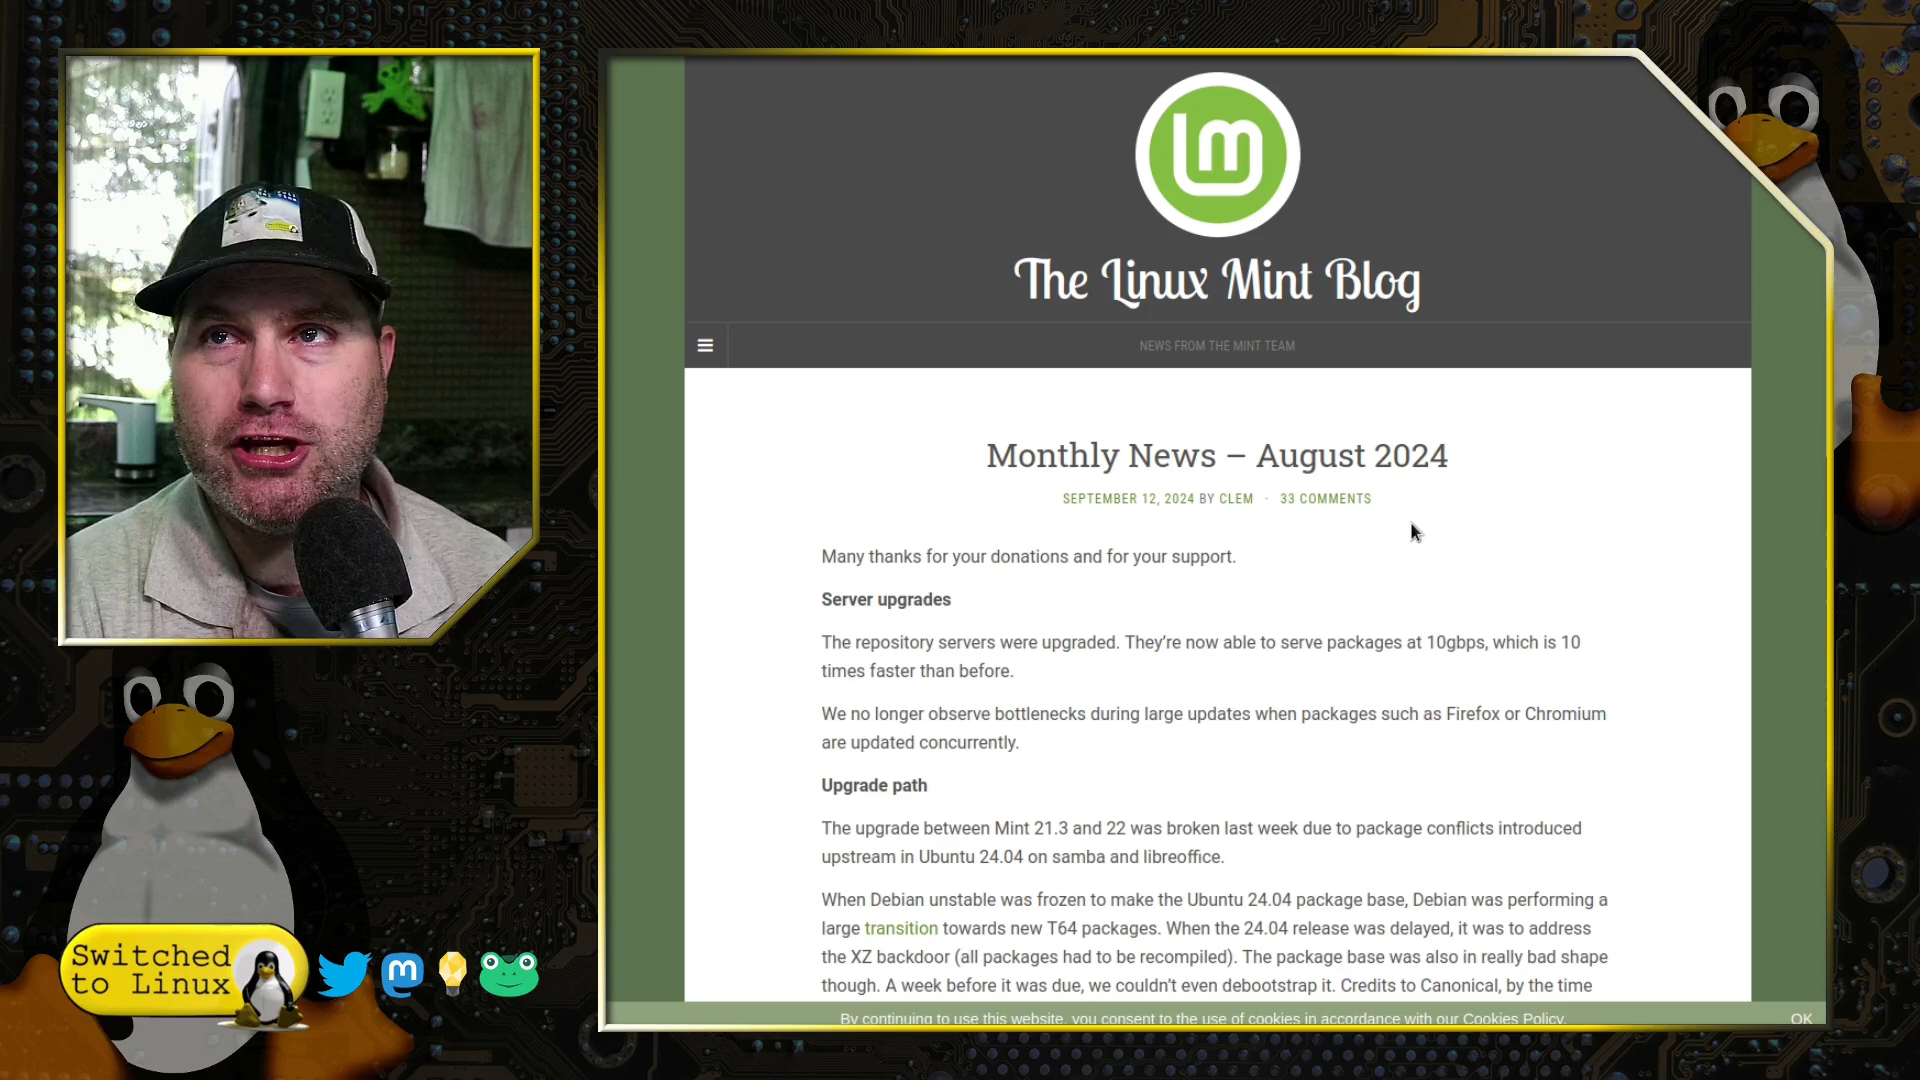 The Linux Mint Blog
NEWS FROM THE MINT TEAM
Monthly News – August 2024
SEPTEMBER 12, 2024 BY CLEM · 33 COMMENTS
Many thanks for your donations and for your support.
Server upgrades
The repository servers were upgraded. They’re now able to serve packages at 10gbps, which is 10
times faster than before.
We no longer observe bottlenecks during large updates when packages such as Firefox or Chromium
are updated concurrently.
Upgrade path
The upgrade between Mint 21.3 and 22 was broken last week due to package conflicts introduced
upstream in Ubuntu 24.04 on samba and libreoffice.
When Debian unstable was frozen to make the Ubuntu 24.04 package base, Debian was performing a
large transition towards new T64 packages. When the 24.04 release was delayed, it was to address
the XZ backdoor (all packages had to be recompiled). The package base was also in really bad shape
though. A week before it was due, we couldn’t even debootstrap it. Credits to Canonical, by the time
By continuing to use this website, you consent to the use of cookies in accordance with our Cookies Policy.
OK
Switched
to Linux